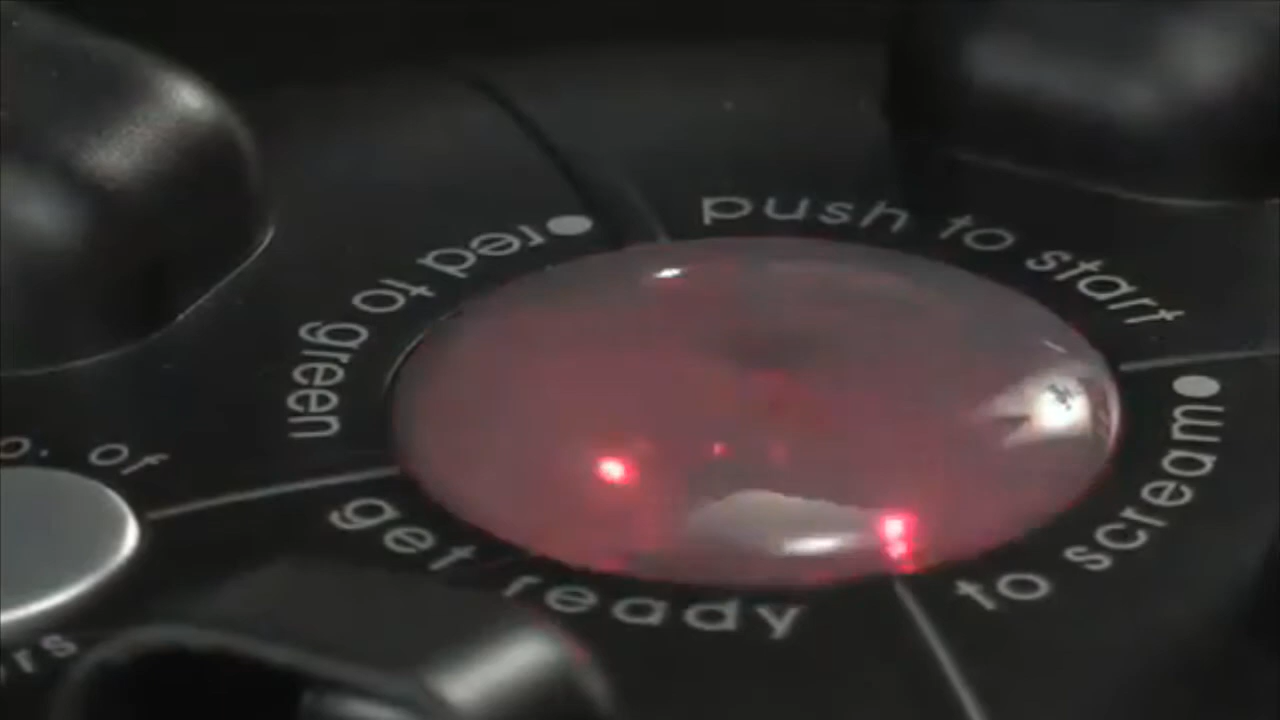 push to start
to scream
get ready
red to green
of